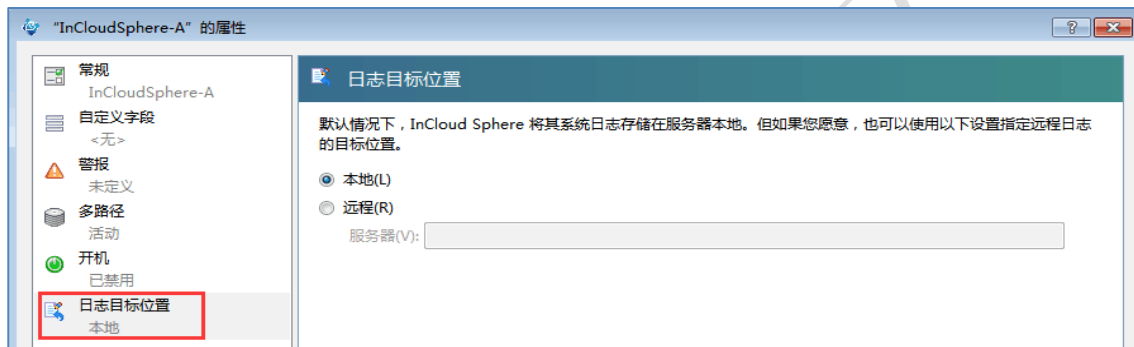 “InCloudSphere-A” 的属性
常规
InCloudSphere-A
自定义字段
<无>
警报
未定义
多路径
活动
开机
已禁用
日志目标位置
本地
日志目标位置
默认情况下，InCloud Sphere 将其系统日志存储在服务器本地。但如果您愿意，也可以使用以下设置指定远程日志
的目标位置。
本地(L)
远程(R)
服务器(V):